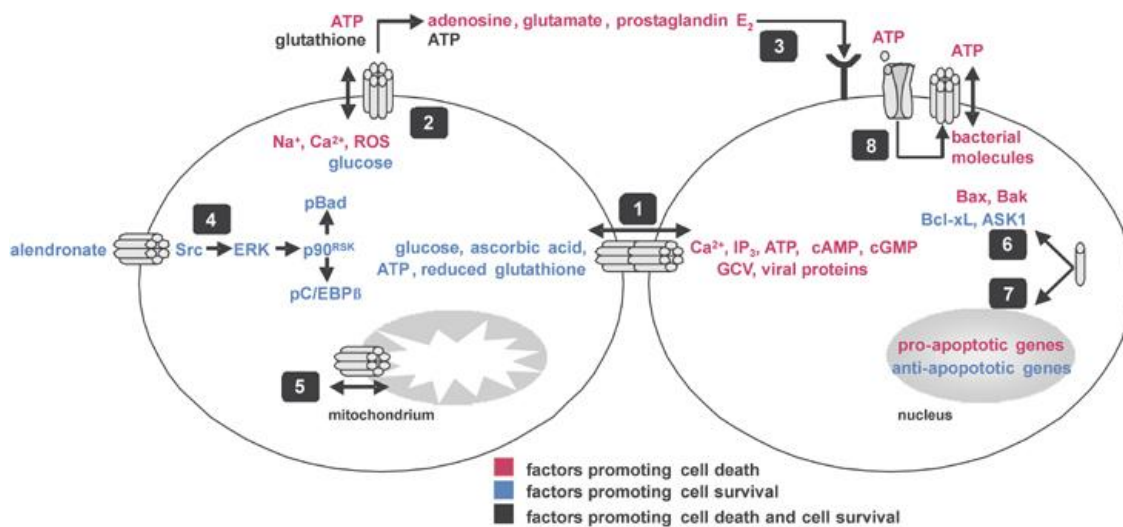 ATP
glutathione
adenosine, glutamate, prostaglandin E₂
ATP
3
ATP
ATP
2
8
Na⁺, Ca²⁺, ROS
glucose
bacterial
molecules
4
pBad
1
Bax, Bak
Bcl-xL, ASK1
alendronate
Src
ERK
p90ᴿˢᴷ
glucose, ascorbic acid,
ATP, reduced glutathione
Ca²⁺, IP₃, ATP, cAMP, cGMP
GCV, viral proteins
6
pC/EBPß
7
pro-apoptotic genes
anti-apopototic genes
5
mitochondrium
nucleus
factors promoting cell death
factors promoting cell survival
factors promoting cell death and cell survival